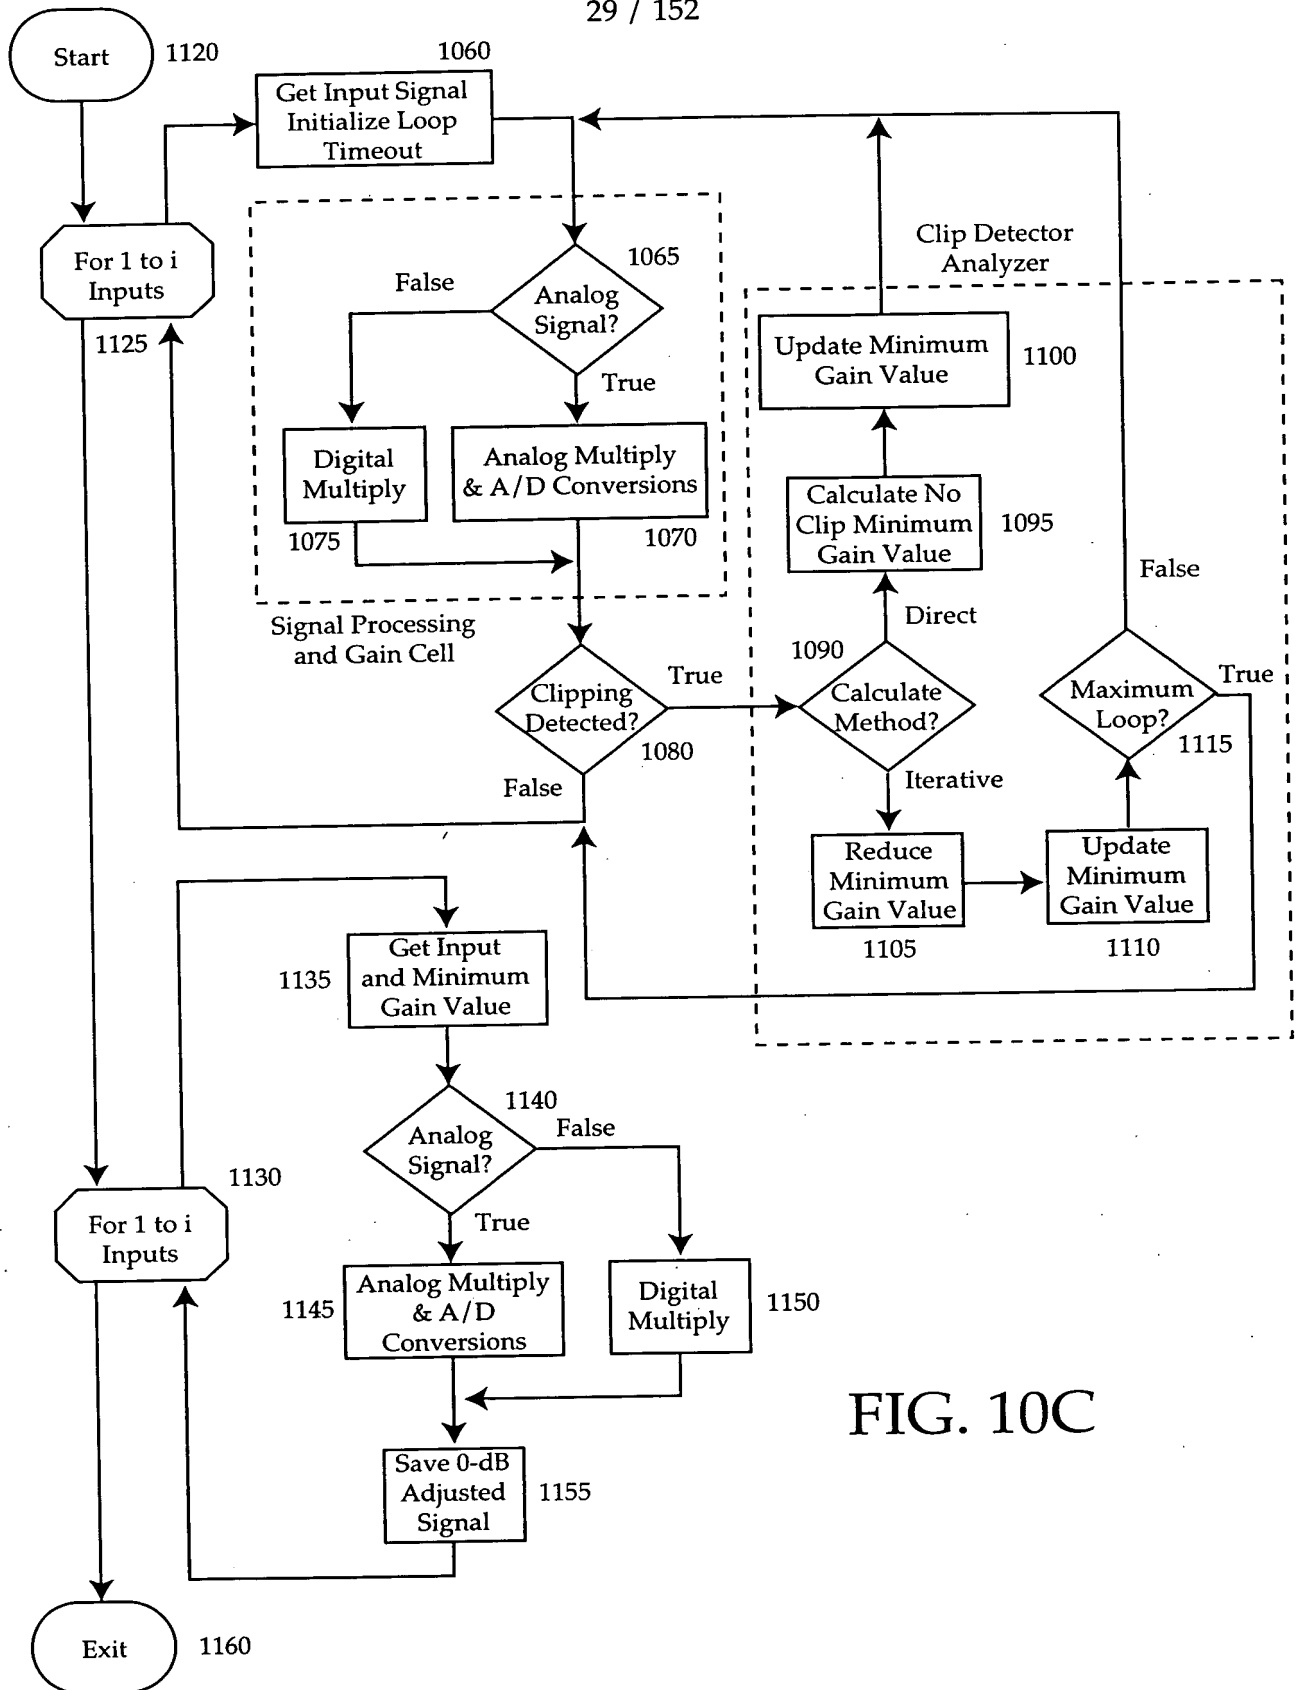 29 / 152
Start
1120
1060
Get Input Signal
Initialize Loop
Timeout
For 1 to i
Inputs
1125
1065
False
Analog
Signal?
True
Digital
Multiply
1075
Analog Multiply
& A/D Conversions
1070
Signal Processing
and Gain Cell
Clipping
Detected?
1080
True
False
Clip Detector
Analyzer
Update Minimum
Gain Value
1100
Calculate No
Clip Minimum
Gain Value
1095
Direct
1090
Calculate
Method?
Iterative
Reduce
Minimum
Gain Value
1105
Update
Minimum
Gain Value
1110
False
Maximum
Loop?
1115
True
1130
For 1 to i
Inputs
1135
Get Input
and Minimum
Gain Value
1140
Analog
Signal?
False
True
1145
Analog Multiply
& A/D
Conversions
Digital
Multiply
1150
Save 0-dB
Adjusted
Signal
1155
Exit
1160
FIG. 10C